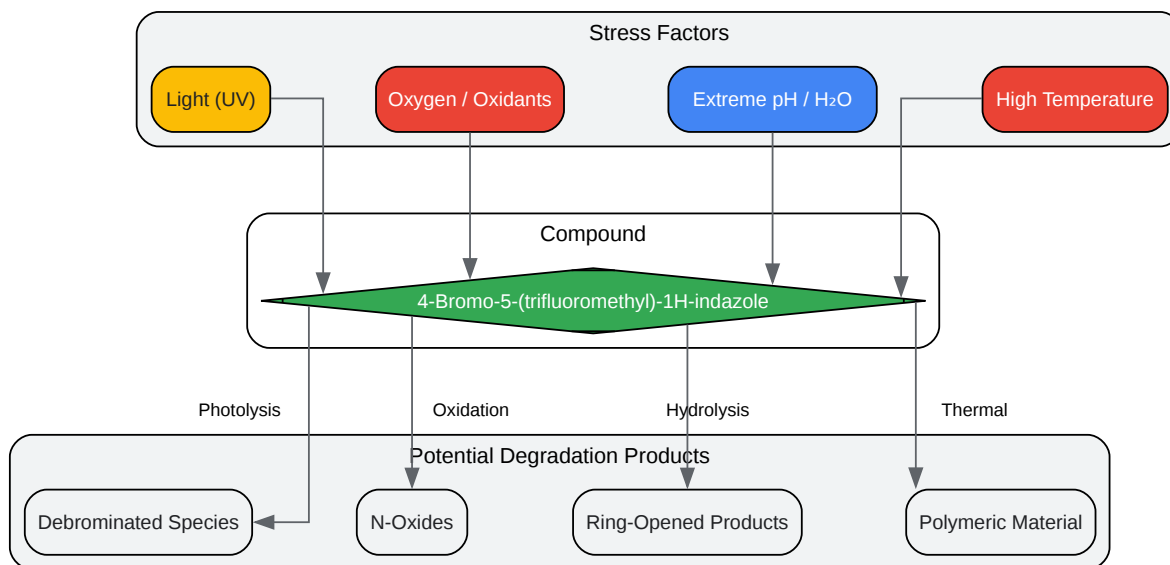 Stress Factors
Light (UV)
Oxygen / Oxidants
Extreme pH / H₂O
High Temperature
Compound
4-Bromo-5-(trifluoromethyl)-1H-indazole
Photolysis
Oxidation
Hydrolysis
Thermal
Potential Degradation Products
Debrominated Species
N-Oxides
Ring-Opened Products
Polymeric Material